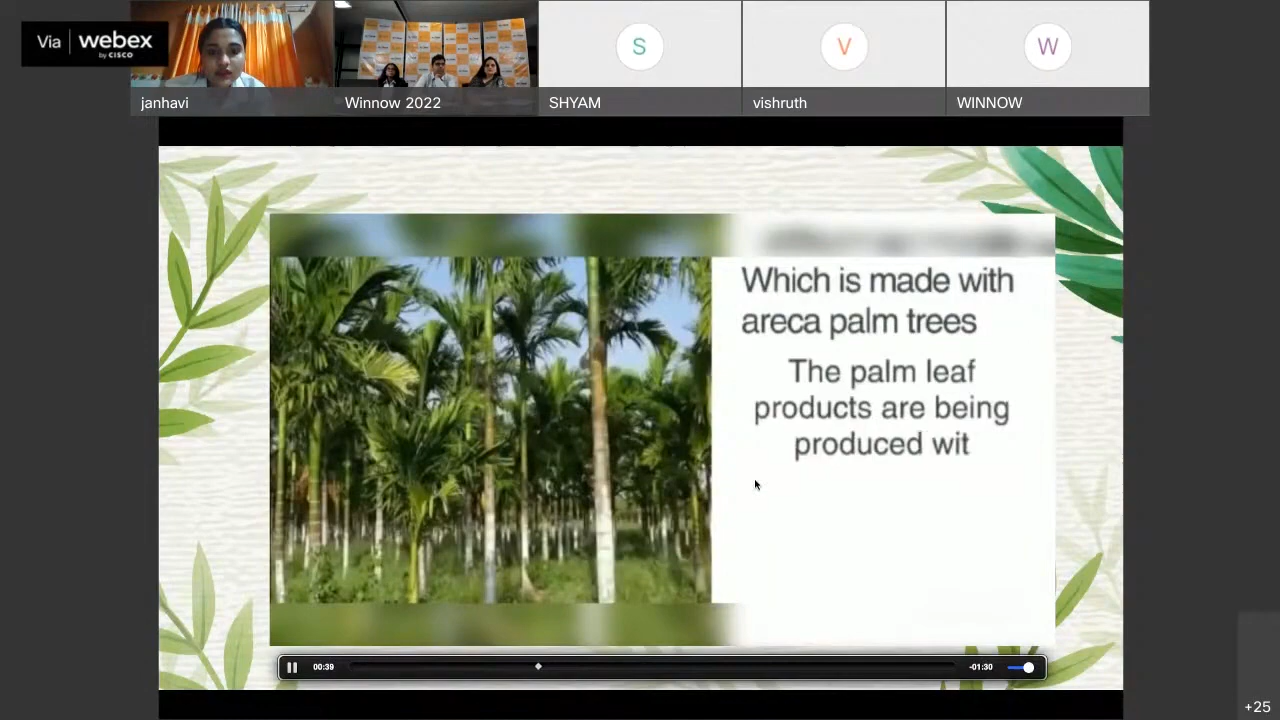 Via webex
by CISCO
janhavi
Winnow 2022
S
SHYAM
V
vishruth
W
WINNOW
Which is made with
areca palm trees
The palm leaf
products are being
produced wit
00:39
-01:30
+25